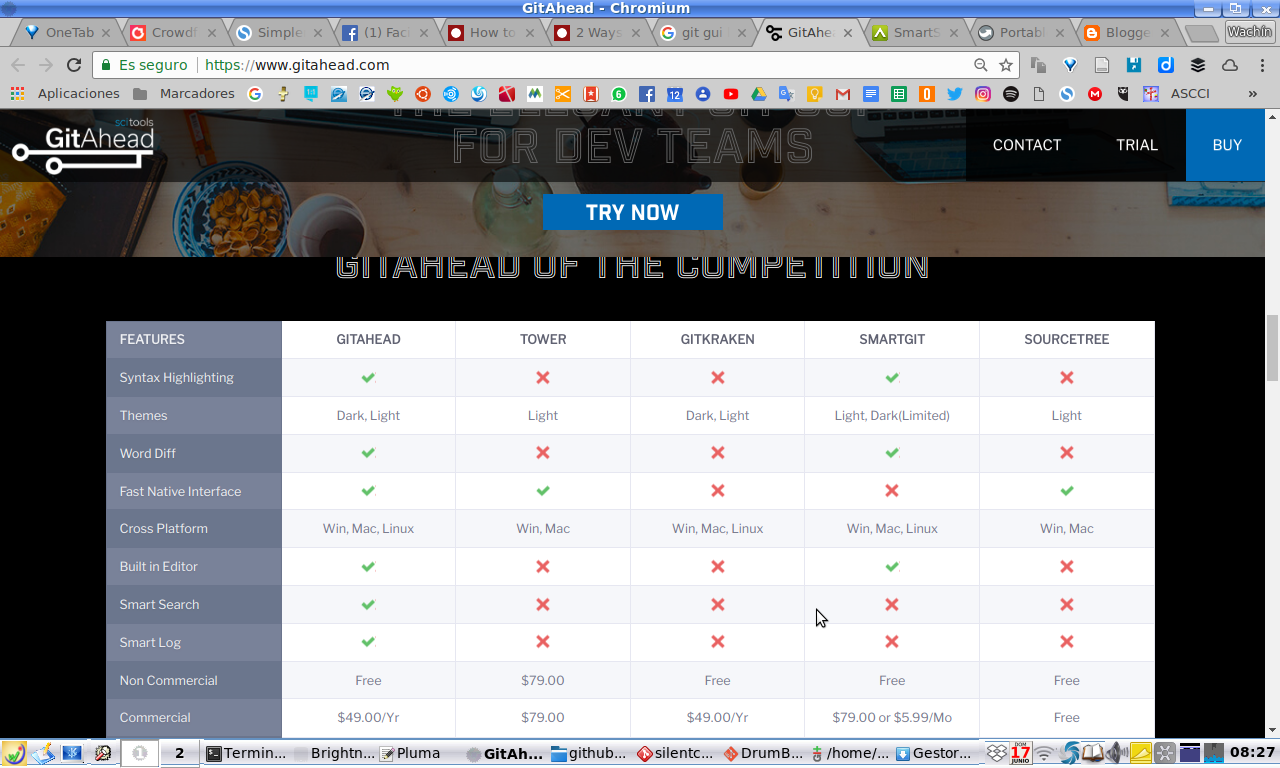 GitAhead - Chromium
OneTab
Crowdf
Simple
(1) Fac
How to
2 Ways
git gui
GitAhe
SmartS
Portabl
Blogge
Wachin
Es seguro
https://www.gitahead.com
Aplicaciones
Marcadores
ASCCI
»
scitools
GitAhead
THE ELEGANT GIT GUI
FOR DEV TEAMS
CONTACT
TRIAL
BUY
TRY NOW
GITAHEAD OF THE COMPETITION
FEATURES GITAHEAD TOWER GITKRAKEN SMARTGIT SOURCETREE
Syntax Highlighting
Themes Dark, Light Light Dark, Light Light, Dark(Limited) Light
Word Diff
Fast Native Interface
Cross Platform Win, Mac, Linux Win, Mac Win, Mac, Linux Win, Mac, Linux Win, Mac
Built in Editor
Smart Search
Smart Log
Non Commercial Free $79.00 Free Free Free
Commercial $49.00/Yr $79.00 $49.00/Yr $79.00 or $5.99/Mo Free
1
2
Termin...
Brightn...
Pluma
GitAh...
github...
silentc...
DrumB...
/home/...
Gestor...
DOM
17
JUNIO
08:27